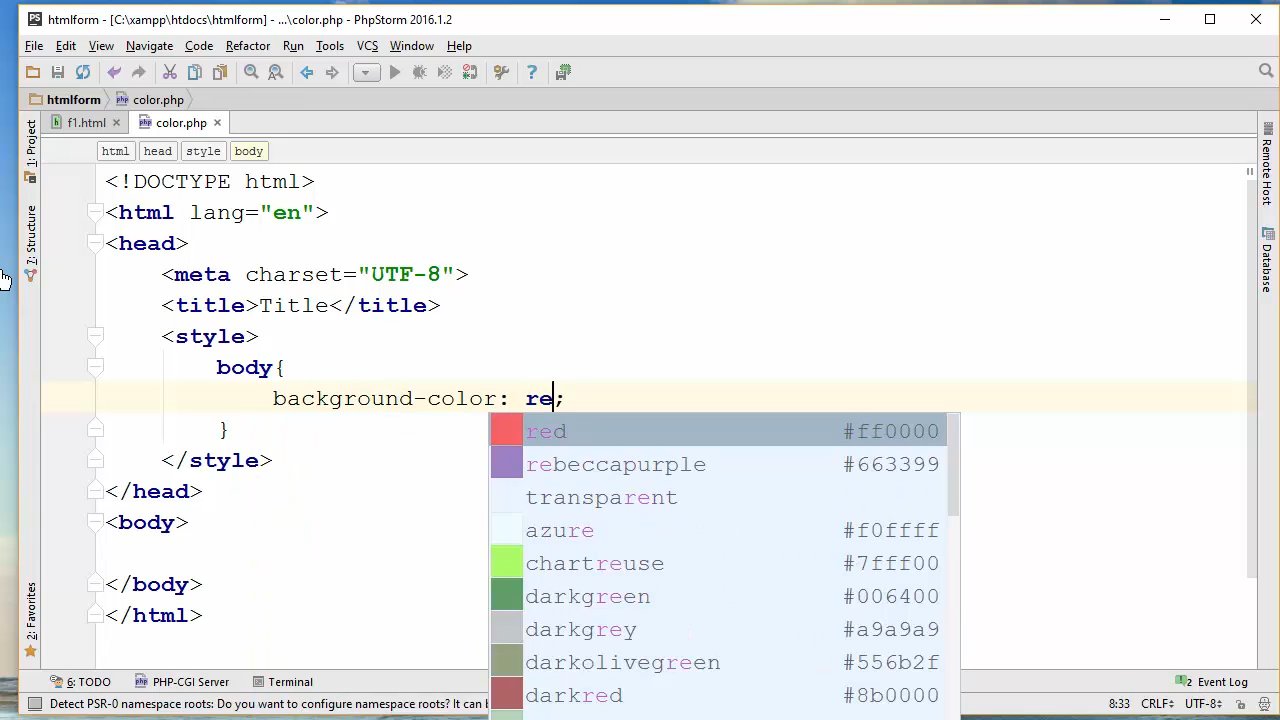 htmlform - [C:\xampp\htdocs\htmlform] - ...\color.php - PhpStorm 2016.1.2
File Edit View Navigate Code Refactor Run Tools VCS Window Help
htmlform color.php
f1.html color.php
html head style body
1: Project
7: Structure
2: Favorites
Remote Host
Database
<!DOCTYPE html>
<html lang="en">
<head>
<meta charset="UTF-8">
<title>Title</title>
<style>
body{
background-color: re;
}
</style>
</head>
<body>
</body>
</html>
red #ff0000
rebeccapurple #663399
transparent
azure #f0ffff
chartreuse #7fff00
darkgreen #006400
darkgrey #a9a9a9
darkolivegreen #556b2f
darkred #8b0000
6: TODO PHP-CGI Server Terminal 2 Event Log
Detect PSR-0 namespace roots: Do you want to configure namespace roots? It can 8:33 CRLF UTF-8